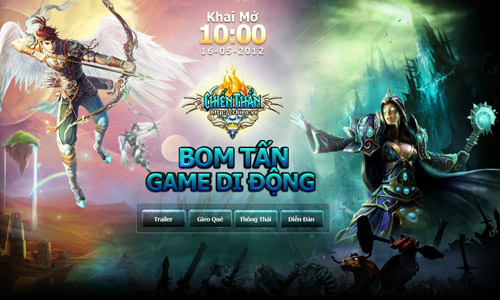 Khai Mở
10:00
16-05-2012
CHIẾN THẦN
BOM TẤN
GAME DI ĐỘNG
Trailer
Gieo Quẻ
Thông Thái
Diễn Đàn